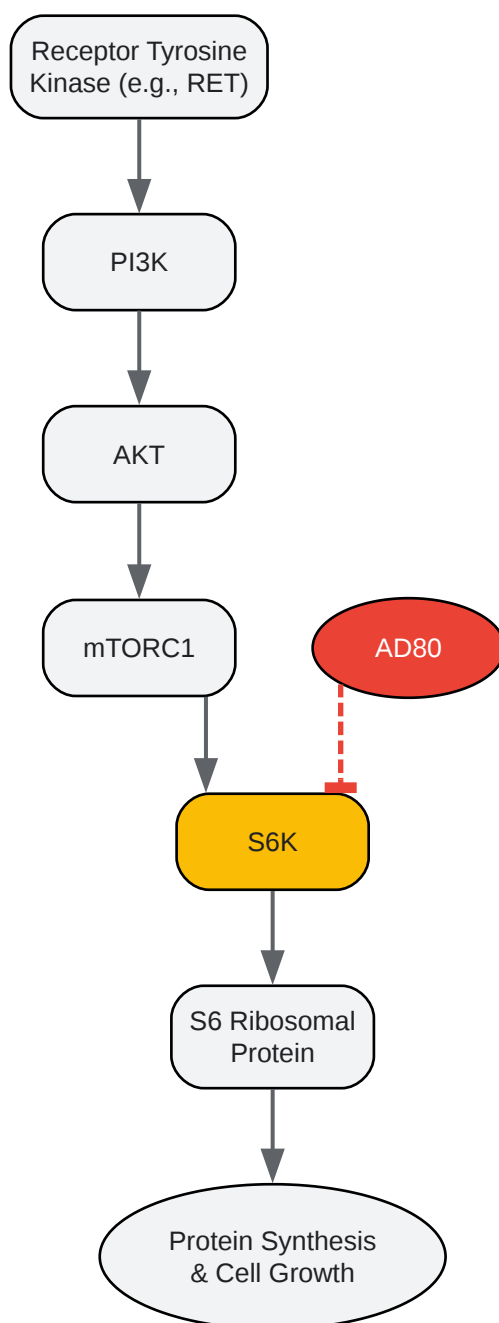 Receptor Tyrosine
Kinase (e.g., RET)
PI3K
AKT
mTORC1
AD80
S6K
S6 Ribosomal
Protein
Protein Synthesis
& Cell Growth